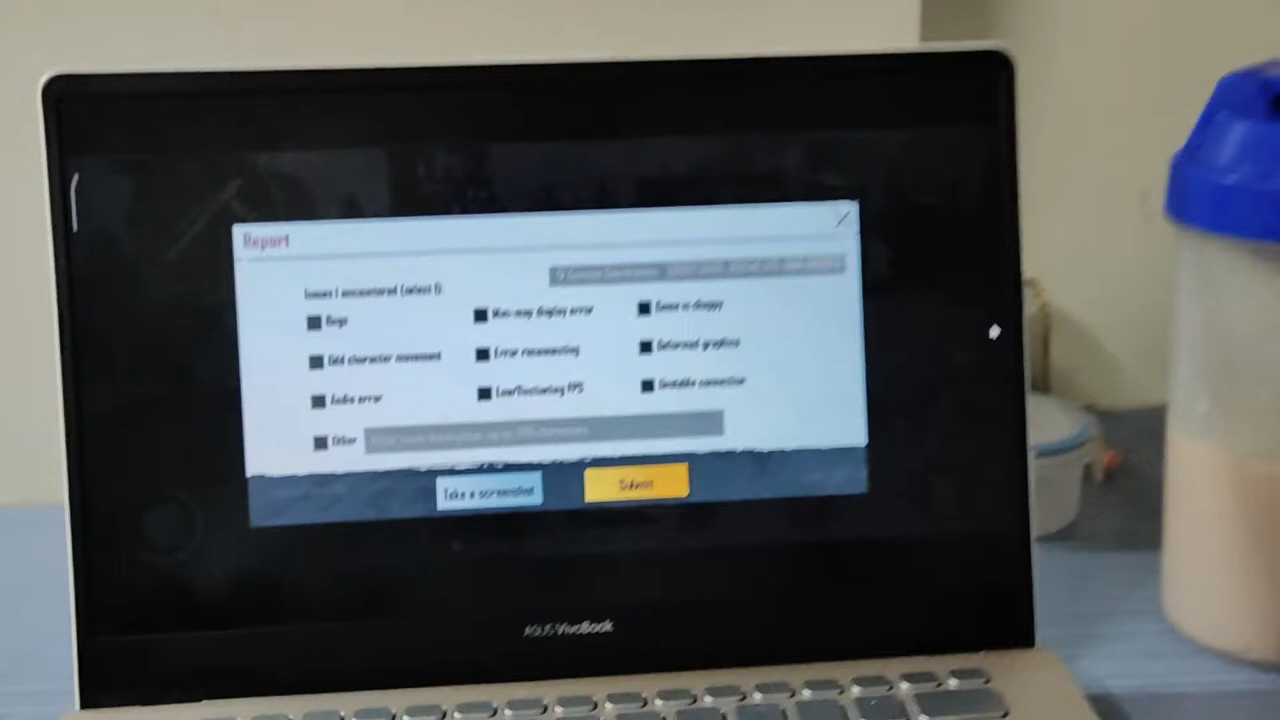 Report
Issues I encountered (select 1):
Bugs
Mini-map display error
Game is choppy
Odd character movement
Error reconnecting
Deformed graphics
Audio error
Low/Fluctuating FPS
Unstable connection
Other
Take a screenshot
Submit
ASUS VivoBook